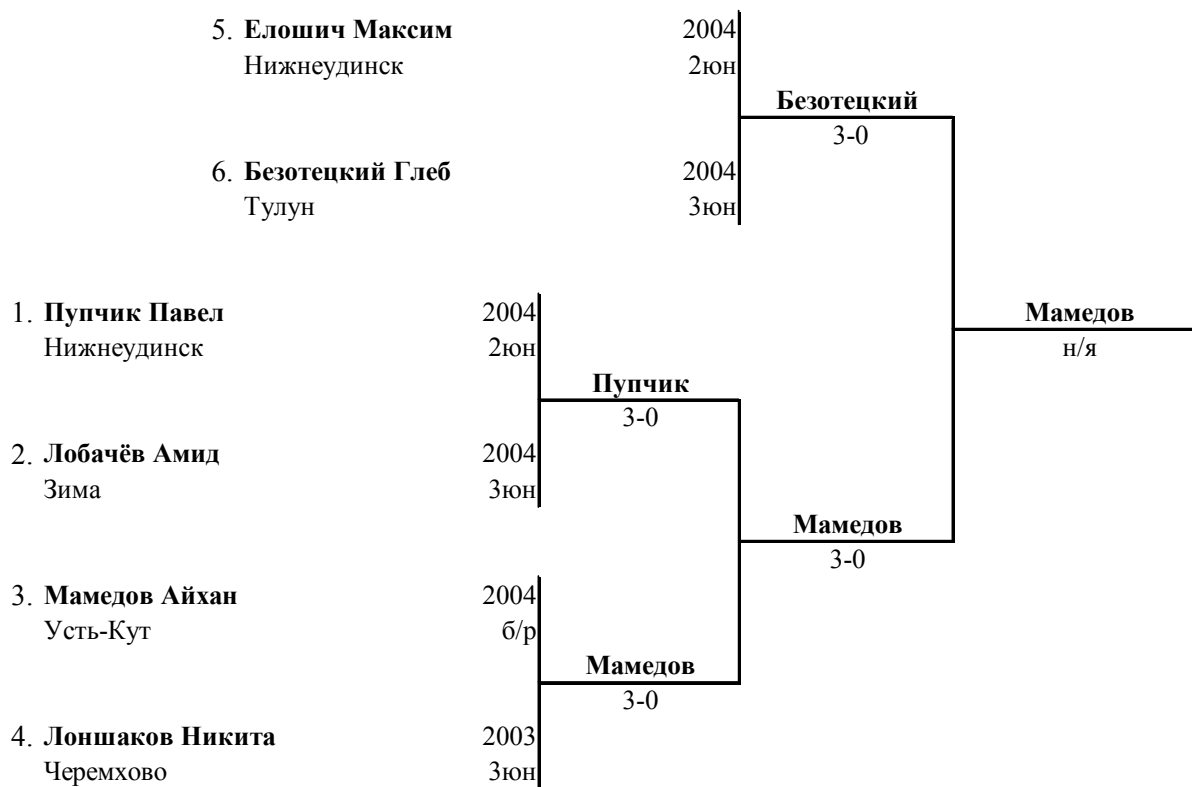 5. Елошич Максим 2004
Нижнеудинск 2юн
Безотецкий
3-0
6. Безотецкий Глеб 2004
Тулун 3юн
1. Пупчик Павел 2004
Нижнеудинск 2юн
Мамедов
н/я
Пупчик
3-0
2. Лобачёв Амид 2004
Зима 3юн
Мамедов
3-0
3. Мамедов Айхан 2004
Усть-Кут б/р
Мамедов
3-0
4. Лоншаков Никита 2003
Черемхово 3юн